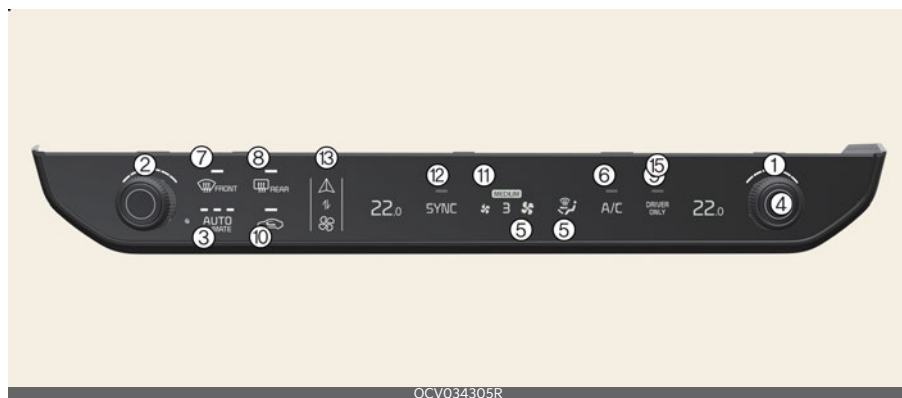 ② ⑦ ⑧ ⑬ ⑫ ⑪ ⑥ ⑮ ①
FRONT REAR
22.0 SYNC MEDIUM 3 A/C DRIVER ONLY 22.0 ④
AUTO
③ ⑩ ⑤ ⑤
OCV034305R